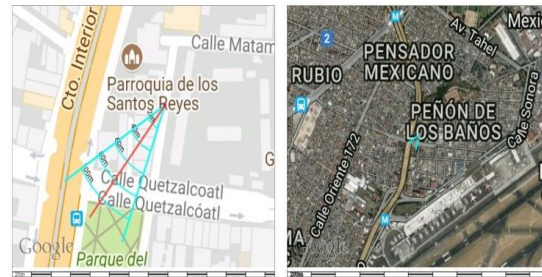 Cto. Interior
Calle Matam
Parroquia de los
Santos Reyes
G
Calle Quetzalcoatl
Calle Quetzalcóatl
Google
Parque del
Mexi
Av. Tahel
M
2
PENSADOR
MEXICANO
RUBIO
PEÑÓN DE
LOS BAÑOS
Calle Sonora
Calle Oriente 172
M
MA
Google